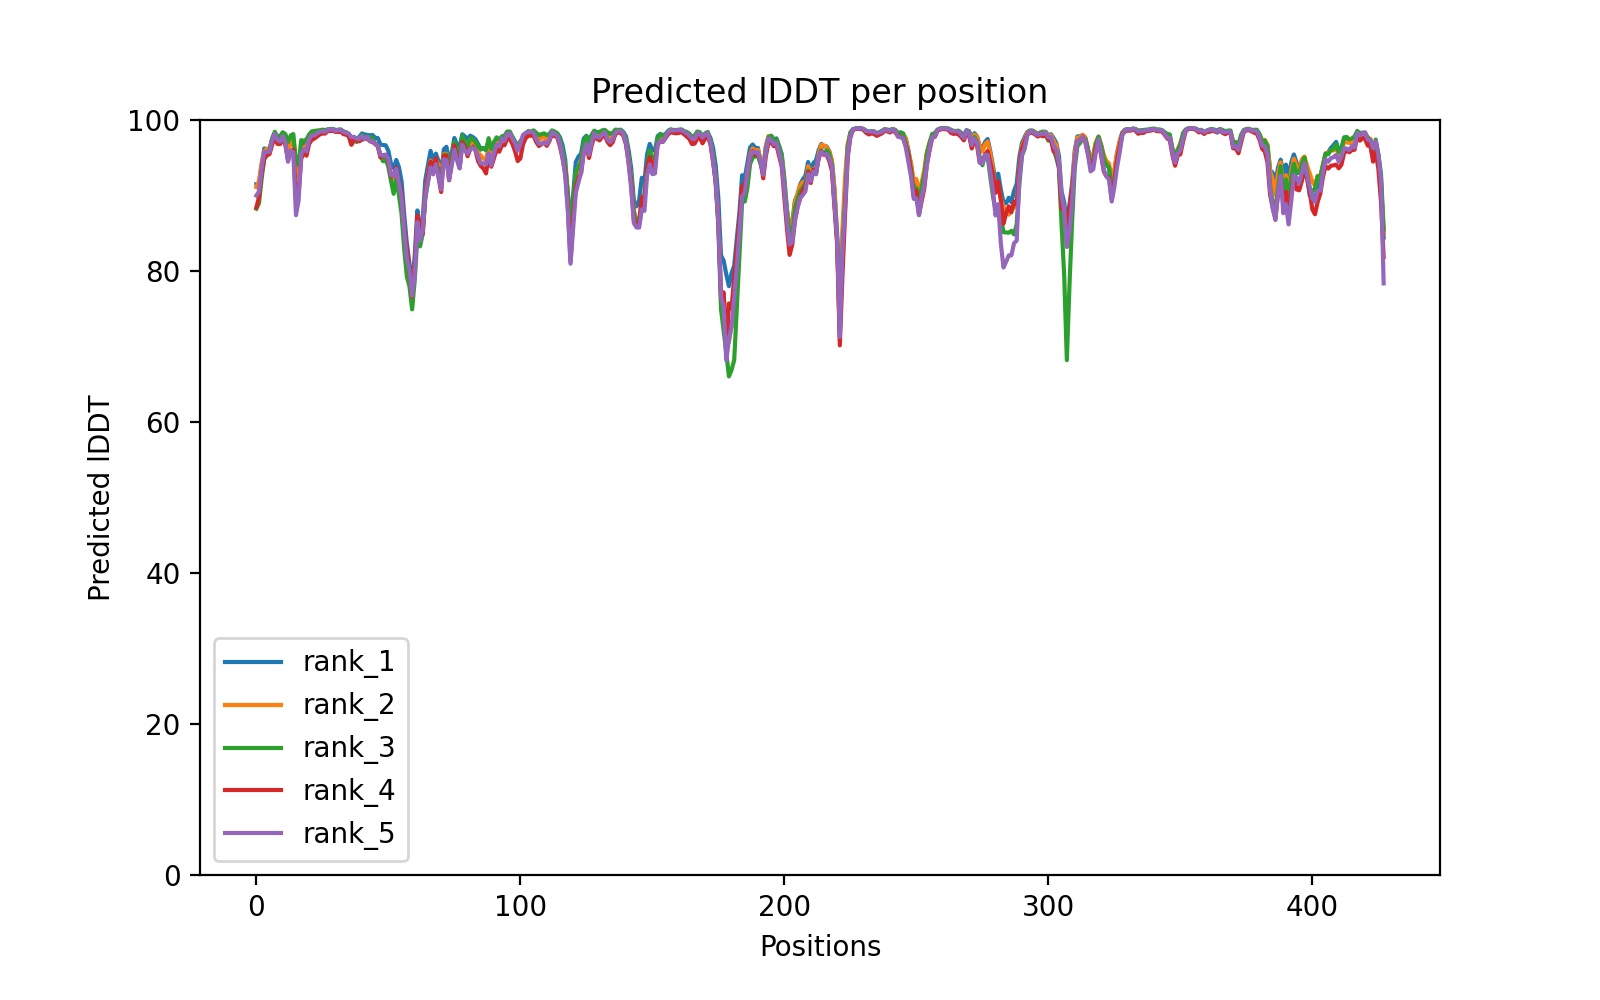 Predicted lDDT per position
Predicted lDDT
100
80
60
40
20
0
rank_1
rank_2
rank_3
rank_4
rank_5
0 100 200 300 400
Positions